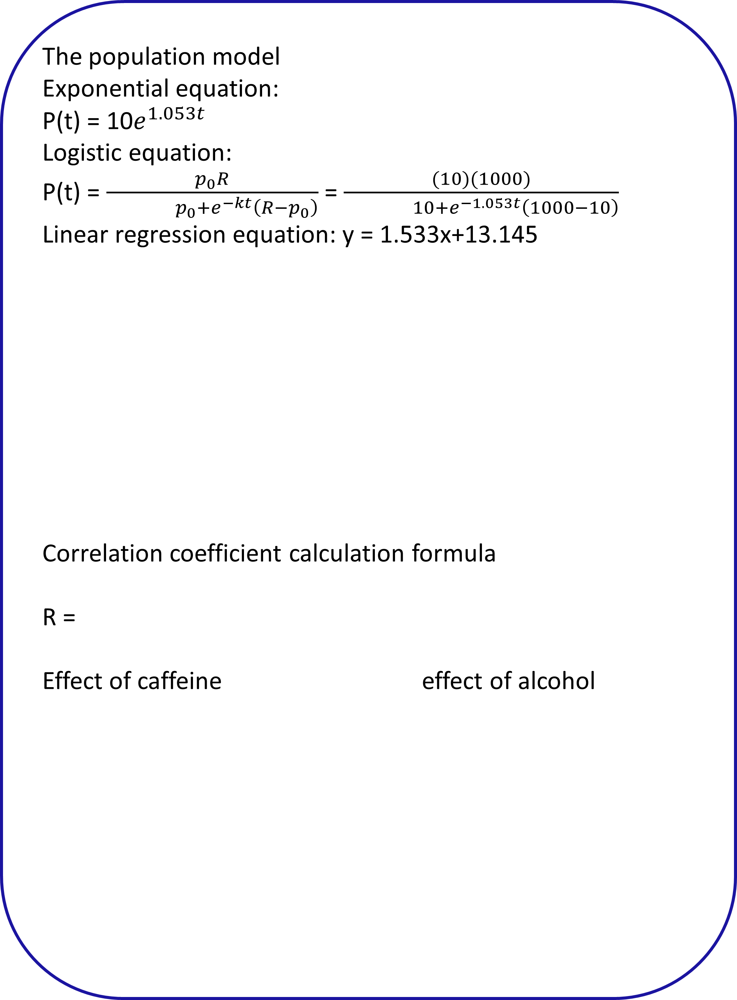 The population model
Exponential equation:
P(t) = 10e^{1.053t}
Logistic equation:
P(t) = \frac{p_0R}{p_0+e^{-kt}(R-p_0)} = \frac{(10)(1000)}{10+e^{-1.053t}(1000-10)}
Linear regression equation: y = 1.533x+13.145
Correlation coefficient calculation formula
R =
Effect of caffeine effect of alcohol